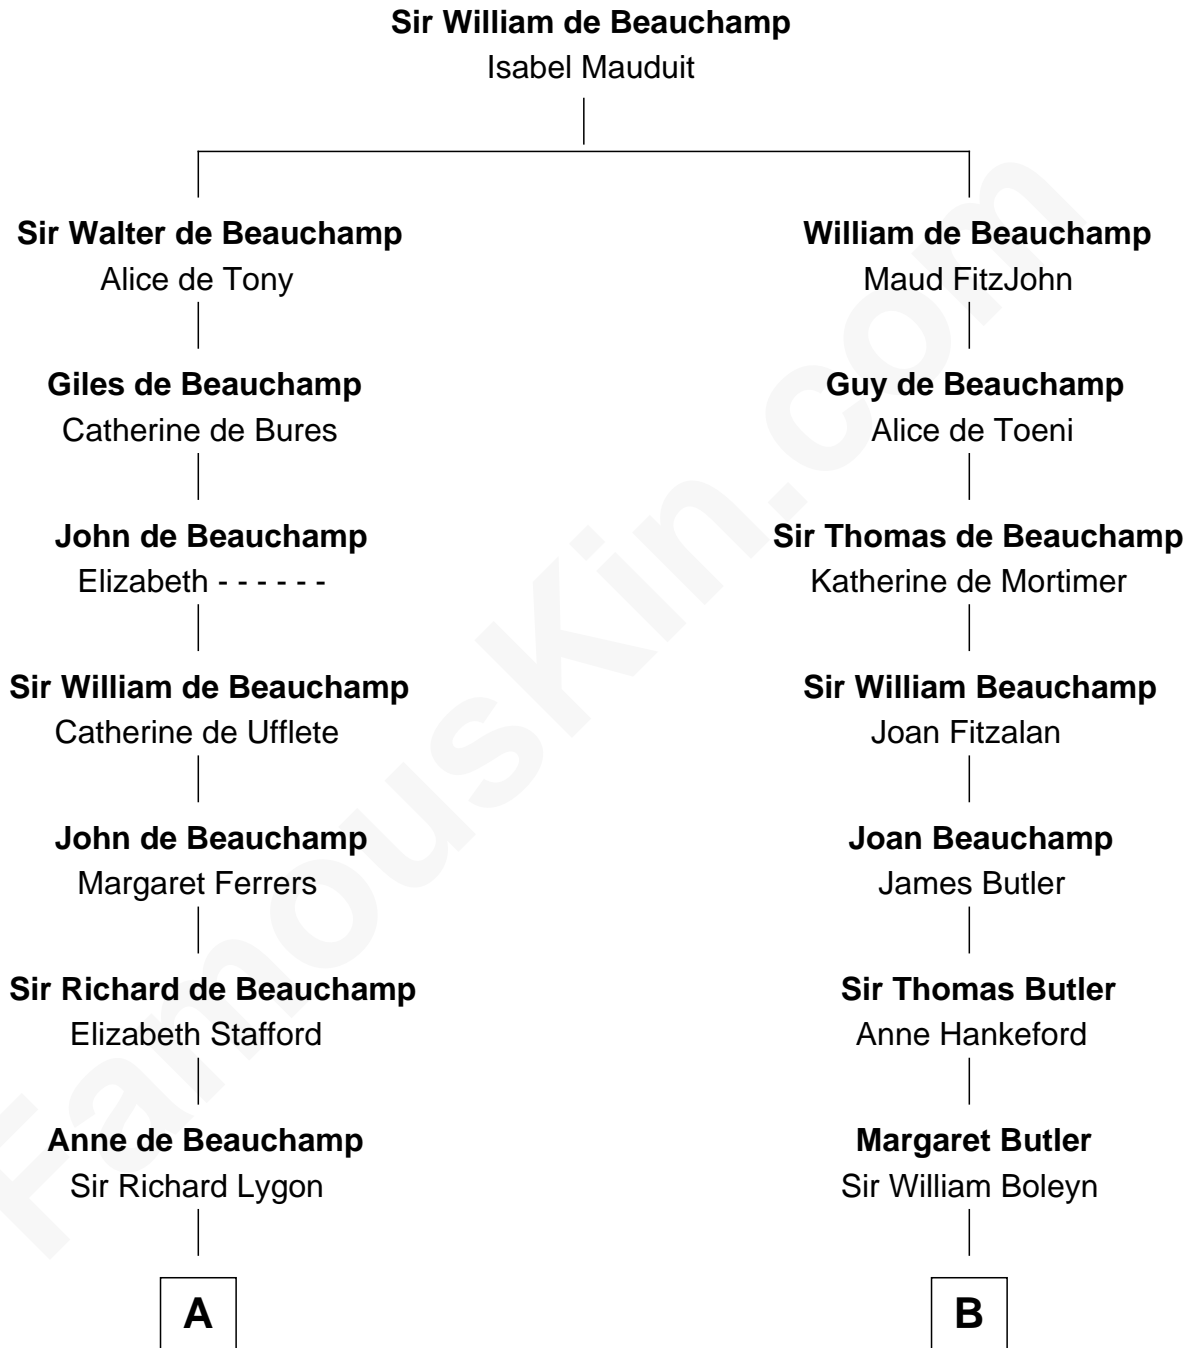 Sir William de Beauchamp
Isabel Mauduit
Sir Walter de Beauchamp
Alice de Tony
William de Beauchamp
Maud FitzJohn
Giles de Beauchamp
Catherine de Bures
Guy de Beauchamp
Alice de Toeni
John de Beauchamp
Elizabeth - - - - - -
Sir Thomas de Beauchamp
Katherine de Mortimer
Sir William de Beauchamp
Catherine de Ufflete
Sir William Beauchamp
Joan Fitzalan
John de Beauchamp
Margaret Ferrers
Joan Beauchamp
James Butler
Sir Richard de Beauchamp
Elizabeth Stafford
Sir Thomas Butler
Anne Hankeford
Anne de Beauchamp
Sir Richard Lygon
Margaret Butler
Sir William Boleyn
A
B
FamousKin.com